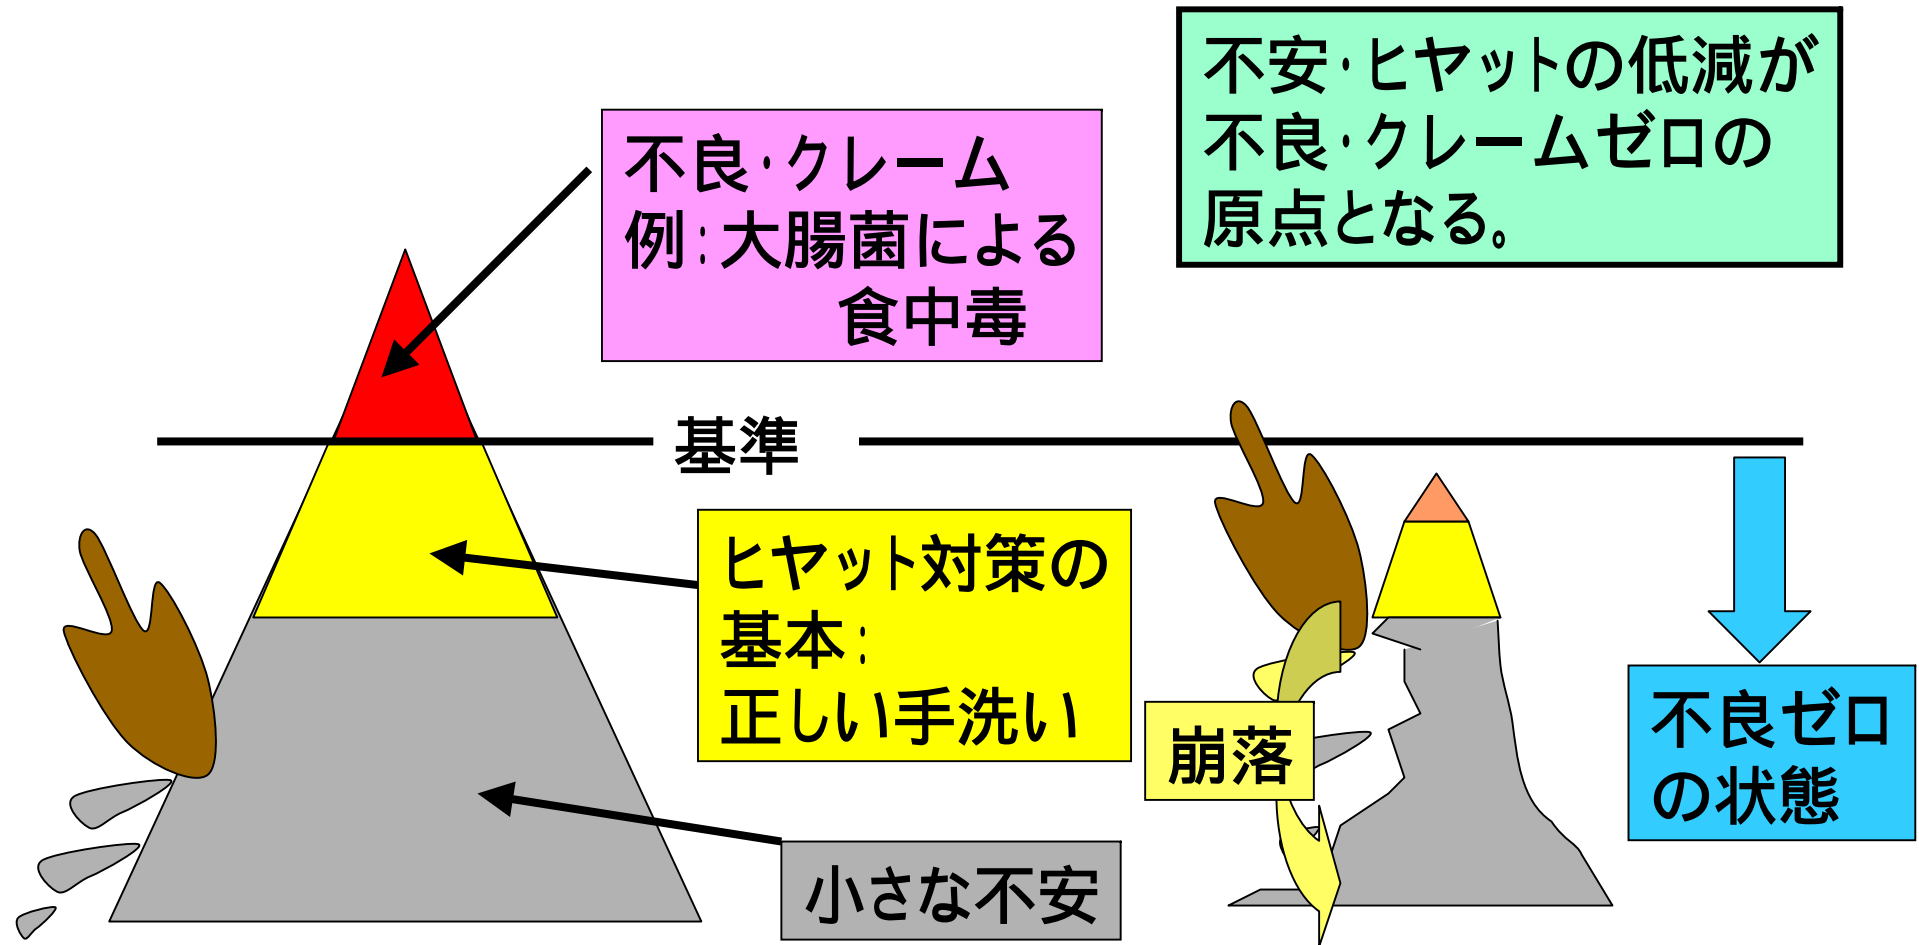 不安・ヒヤットの低減が
不良・クレームゼロの
原点となる。
不良・クレーム
例：大腸菌による
食中毒
基準
ヒヤット対策の
基本：
正しい手洗い
小さな不安
崩落
不良ゼロ
の状態